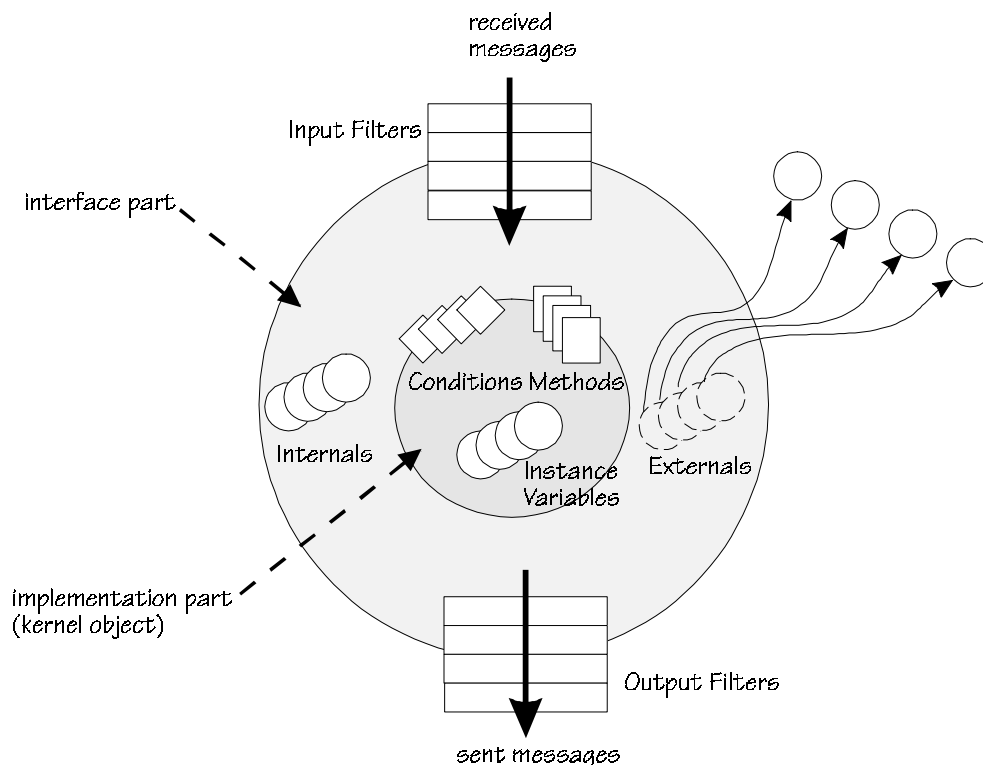 received
messages
Input Filters
interface part
Conditions Methods
Internals
Instance
Variables
Externals
implementation part
(kernel object)
Output Filters
sent messages